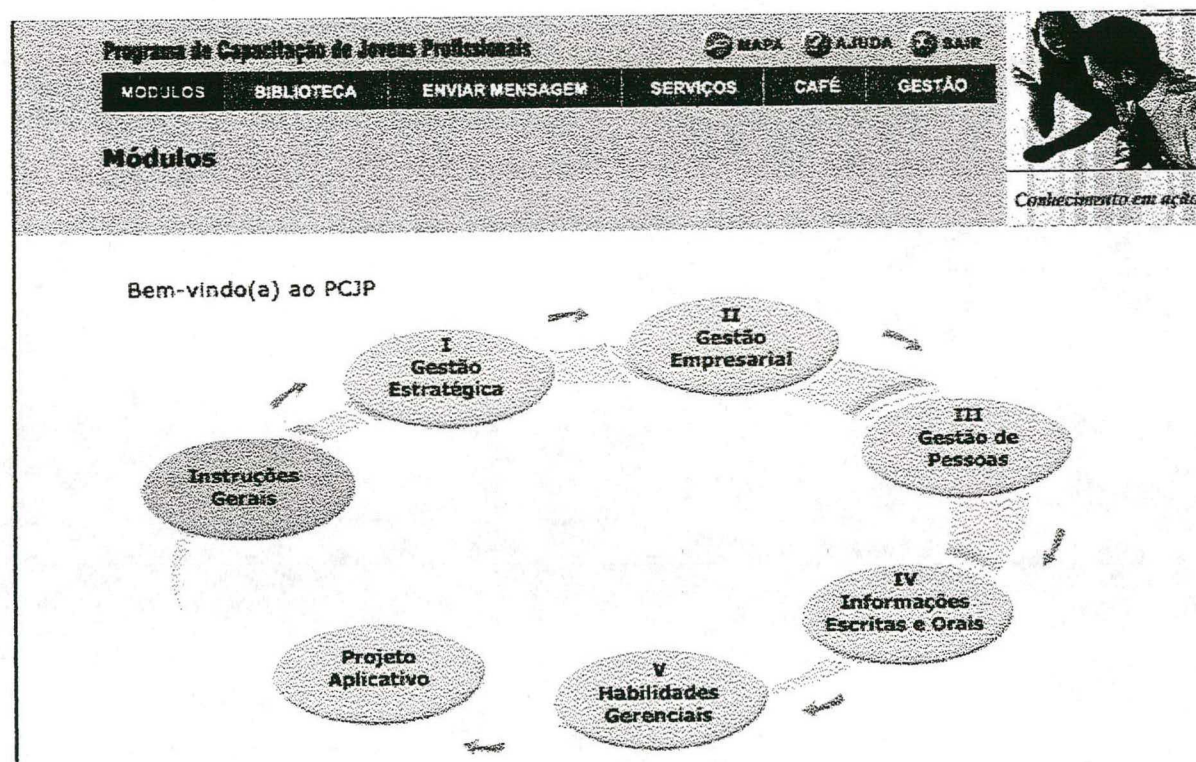 Programa de Capacitação de Jovens Profissionais
MAPA AJUDA SAIR
MÓDULOS BIBLIOTECA ENVIAR MENSAGEM SERVIÇOS CAFÉ GESTÃO
Módulos
Conhecimento em ação
Bem-vindo(a) ao PCJP
I
Gestão
Estratégica
II
Gestão
Empresarial
III
Gestão de
Pessoas
IV
Informações
Escritas e Orais
V
Habilidades
Gerenciais
Projeto
Aplicativo
Instruções
Gerais